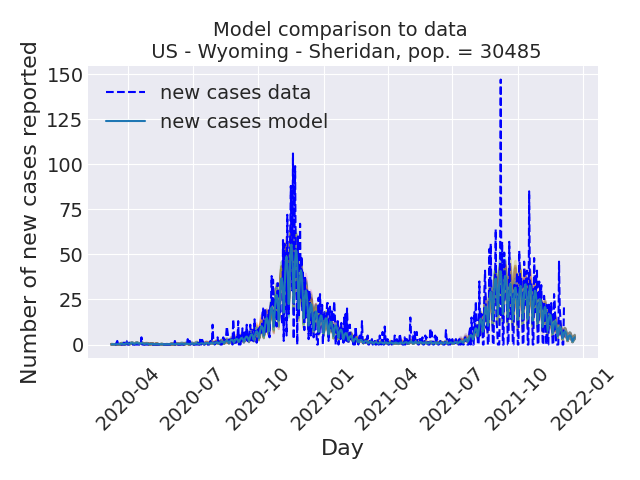 Model comparison to data
US - Wyoming - Sheridan, pop. = 30485
Number of new cases reported
150
125
100
75
50
25
0
new cases data
new cases model
2020-04
2020-07
2020-10
2021-01
2021-04
2021-07
2021-10
2022-01
Day